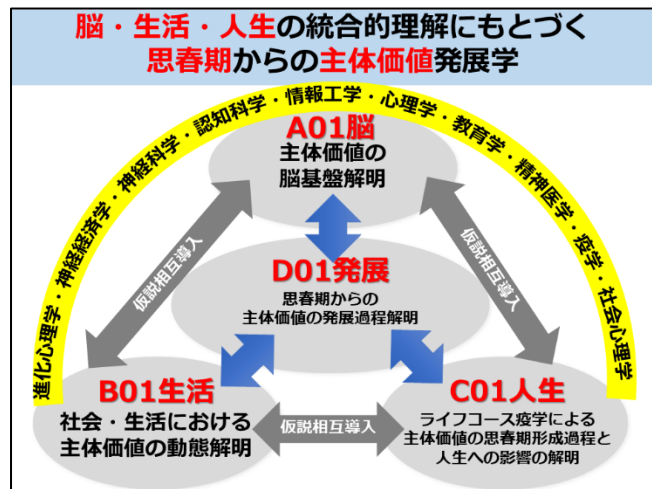 脳・生活・人生の統合的理解にもとづく
思春期からの主体価値発展学
進化心理学・神経経済学・神経科学・認知科学・情報工学・心理学・教育学・精神医学・疫学・社会心理学
A01脳
主体価値の
脳基盤解明
仮説相互導入
仮説相互導入
D01発展
思春期からの
主体価値の発展過程解明
B01生活
社会・生活における
主体価値の動態解明
仮説相互導入
C01人生
ライフコース疫学による
主体価値の思春期形成過程と
人生への影響の解明